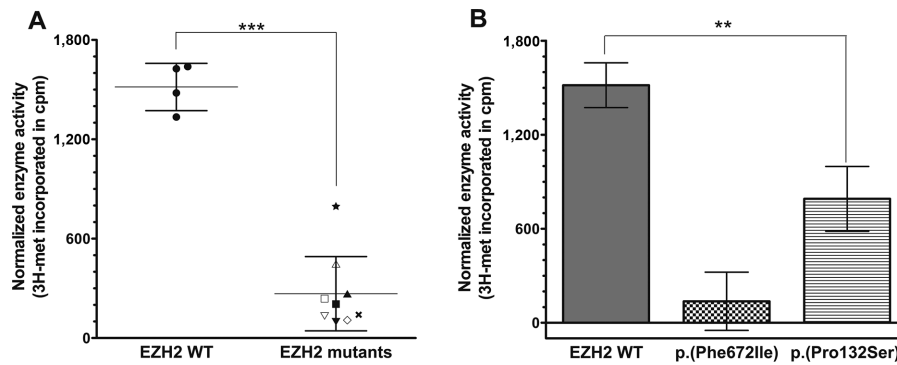 A
***
1,800
1,200
600
0
Normalized enzyme activity
(3H-met incorporated in cpm)
EZH2 WT
EZH2 mutants
B
**
1,800
1,200
600
0
Normalized enzyme activity
(3H-met incorporated in cpm)
EZH2 WT
p.(Phe672Ile)
p.(Pro132Ser)